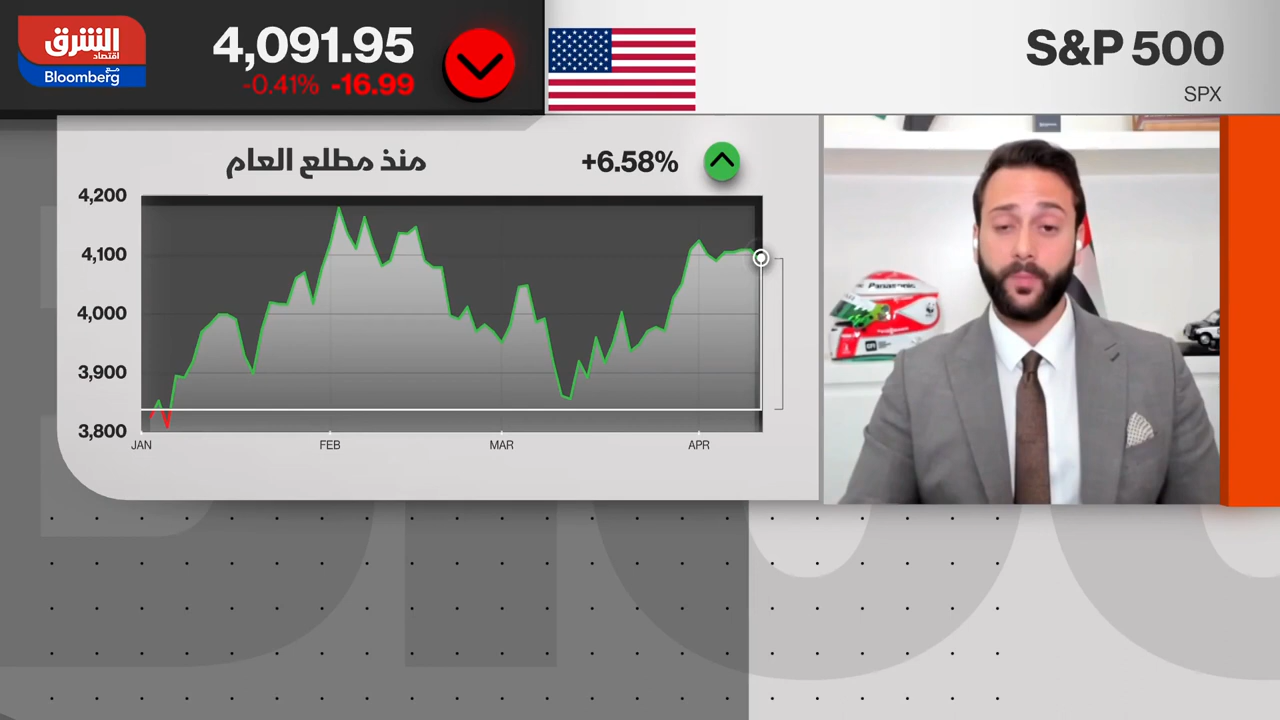 الشرق
اقتصاد
مع
Bloomberg
4,091.95
-0.41% -16.99
S&P 500
SPX
منذ مطلع العام
+6.58%
4,200
4,100
4,000
3,900
3,800
JAN FEB MAR APR
Panasonic